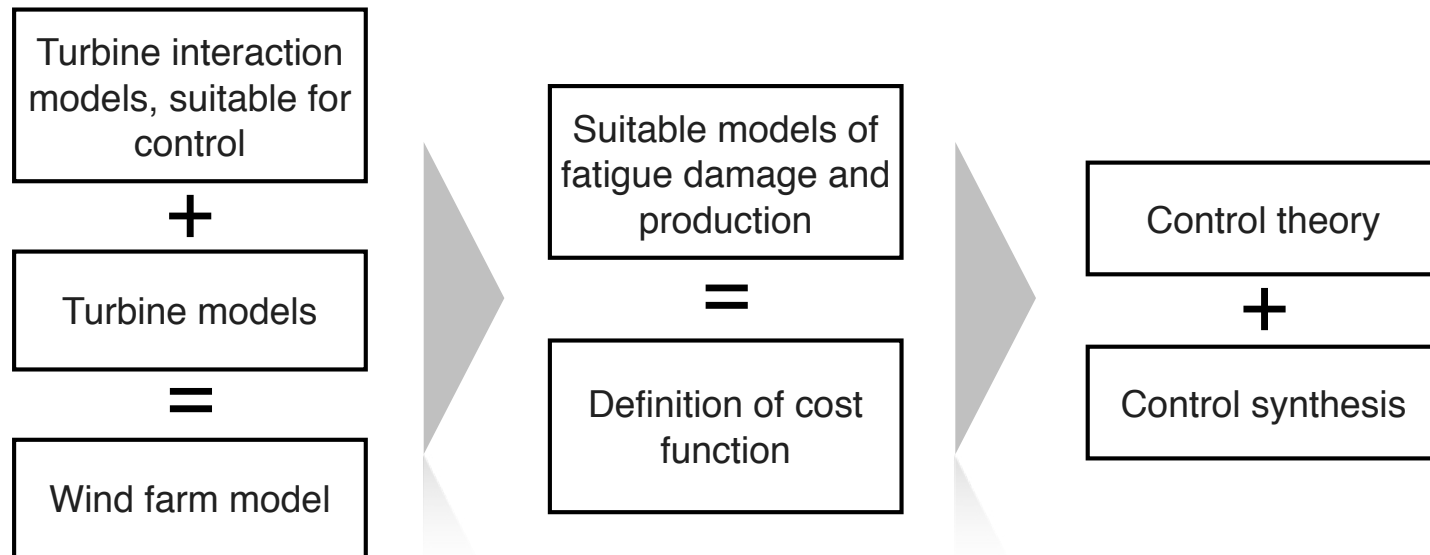 Turbine interaction
models, suitable for
control
+
Turbine models
=
Wind farm model
Suitable models of
fatigue damage and
production
=
Definition of cost
function
Control theory
+
Control synthesis